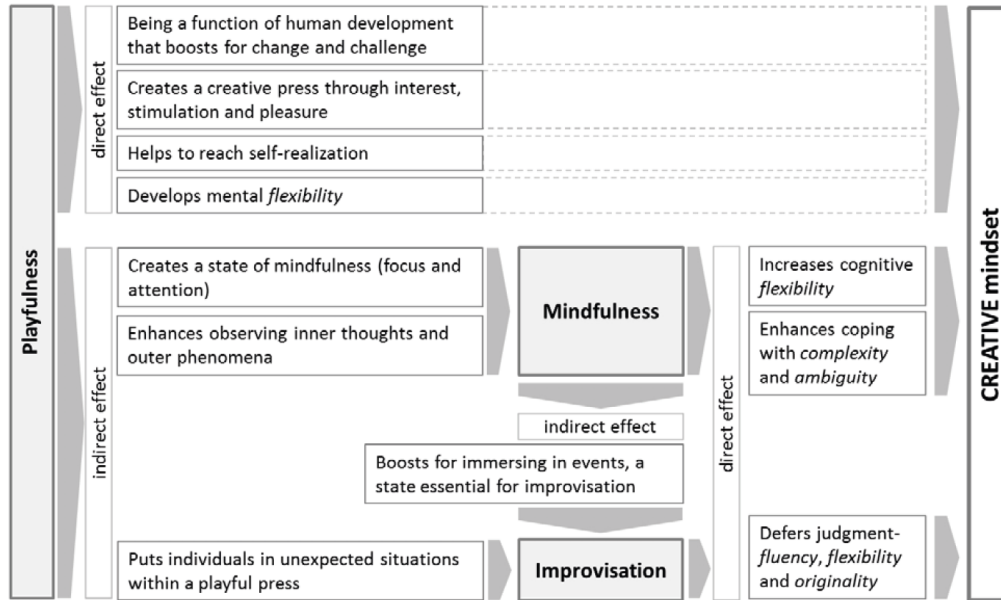 Playfulness
direct effect
Being a function of human development
that boosts for change and challenge
Creates a creative press through interest,
stimulation and pleasure
Helps to reach self-realization
Develops mental flexibility
indirect effect
Creates a state of mindfulness (focus and
attention)
Enhances observing inner thoughts and
outer phenomena
Mindfulness
indirect effect
Boosts for immersing in events, a
state essential for improvisation
Puts individuals in unexpected situations
within a playful press
Improvisation
direct effect
Increases cognitive
flexibility
Enhances coping
with complexity
and ambiguity
Defers judgment-
fluency, flexibility
and originality
CREATIVE mindset